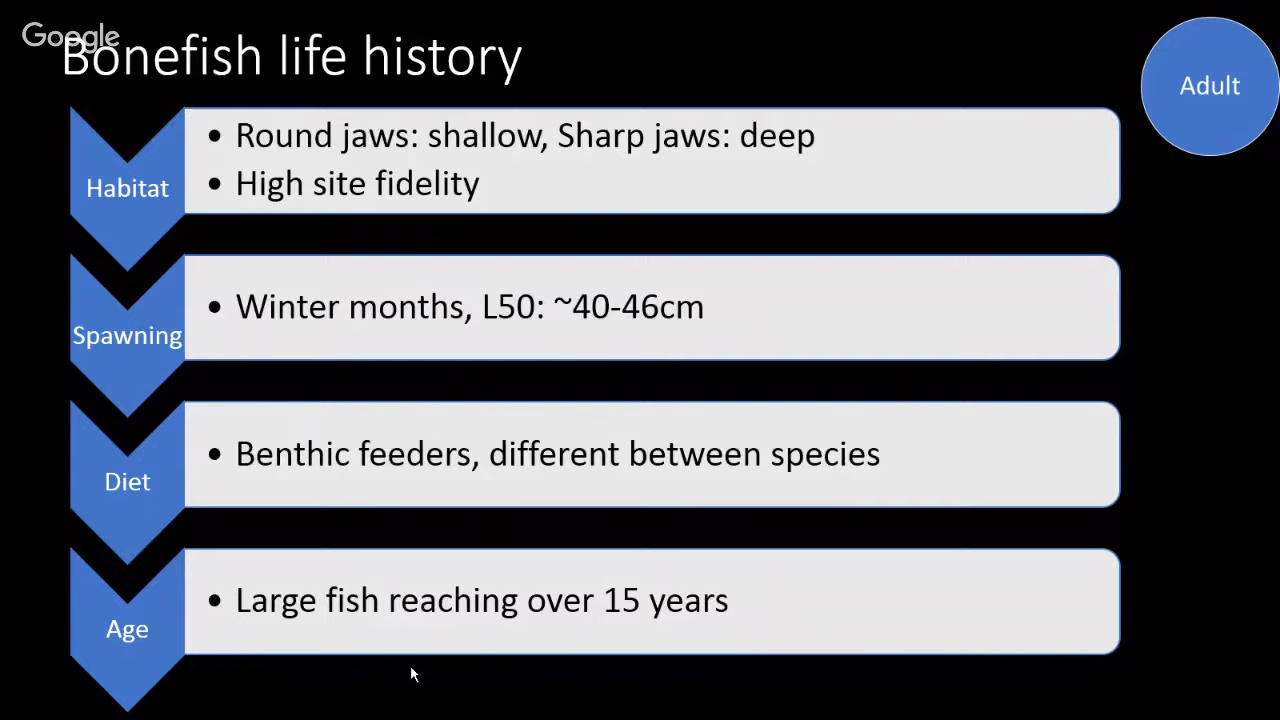 Google
Bonefish life history
Adult
Habitat
• Round jaws: shallow, Sharp jaws: deep
• High site fidelity
Spawning
• Winter months, L50: ~40-46cm
Diet
• Benthic feeders, different between species
Age
• Large fish reaching over 15 years